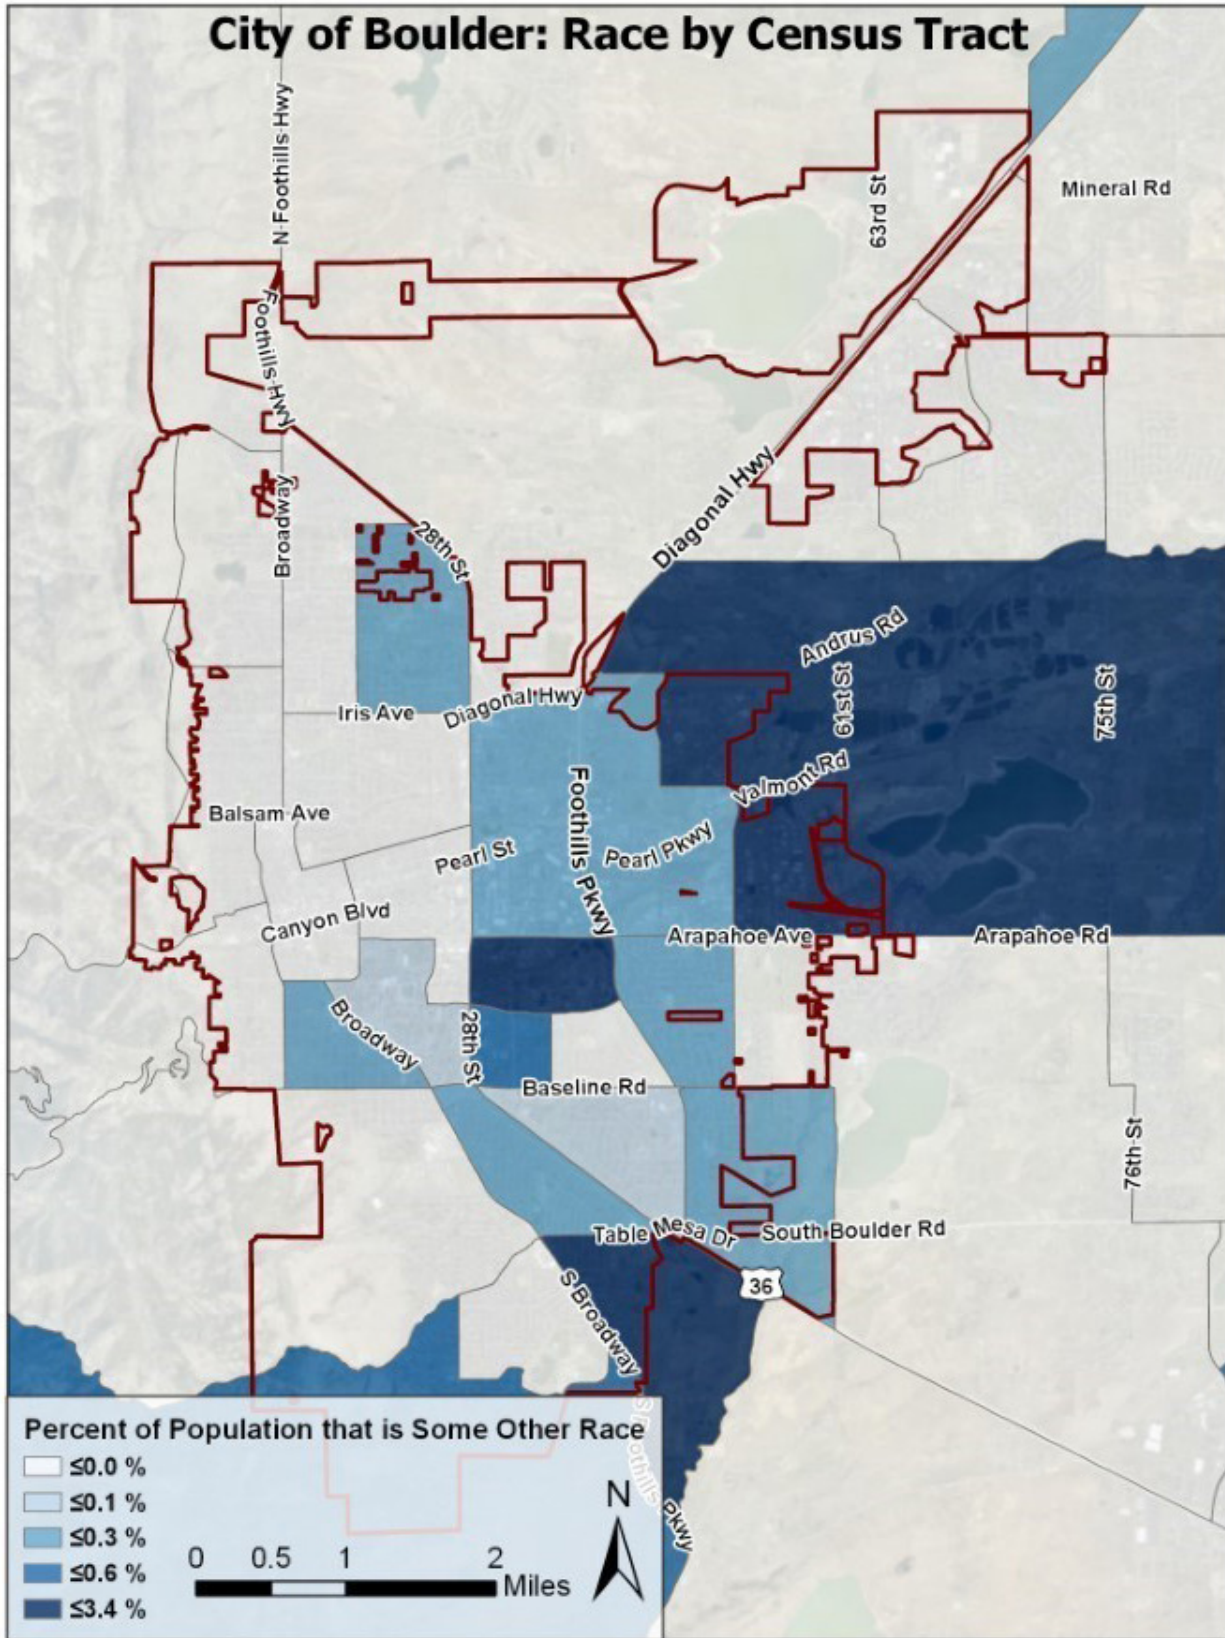 City of Boulder: Race by Census Tract
N Foothills Hwy
63rd St
Mineral Rd
Foothills Hwy
Diagonal Hwy
Broadway
28th St
Andrus Rd
61st St
75th St
Iris Ave
Diagonal Hwy
Valmont Rd
Balsam Ave
Foothills Pkwy
Pearl St
Pearl Pkwy
Canyon Blvd
Arapahoe Ave
Arapahoe Rd
Broadway
28th St
Baseline Rd
76th St
Table Mesa Dr
South Boulder Rd
36
S Broadway
S Foothills Pkwy
Percent of Population that is Some Other Race
≤0.0 %
≤0.1 %
≤0.3 %
≤0.6 %
≤3.4 %
0 0.5 1 2
Miles
N